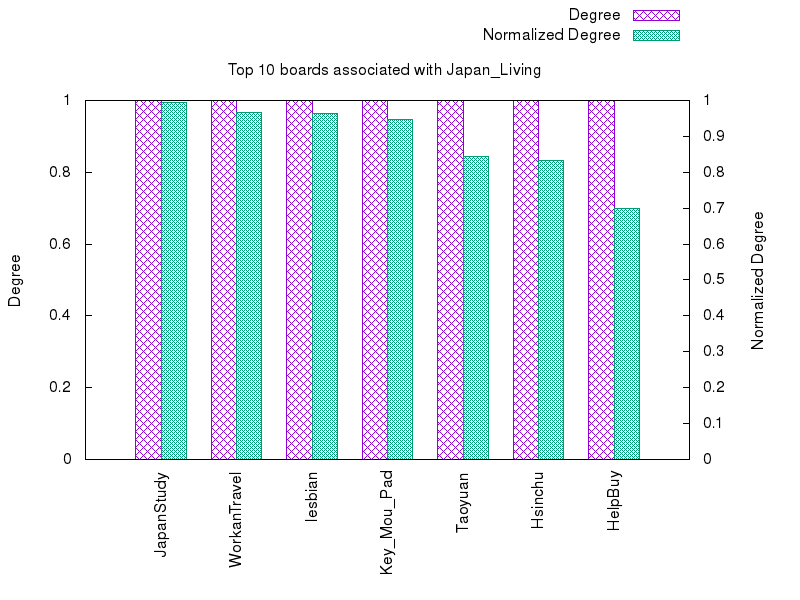 Degree
Normalized Degree
Top 10 boards associated with Japan_Living
1
0.8
0.6
0.4
0.2
0
1
0.9
0.8
0.7
0.6
0.5
0.4
0.3
0.2
0.1
0
Degree
Normalized Degree
JapanStudy
WorkanTravel
lesbian
Key_Mou_Pad
Taoyuan
Hsinchu
HelpBuy